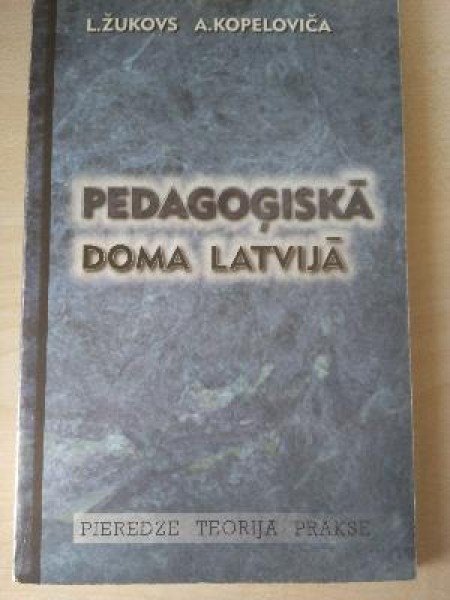 L.ŽUKOVS A.KOPELOVIČA
PEDAGOĢISKĀ
DOMA LATVIJĀ
PIEREDZE TEORIJA PRAKSE